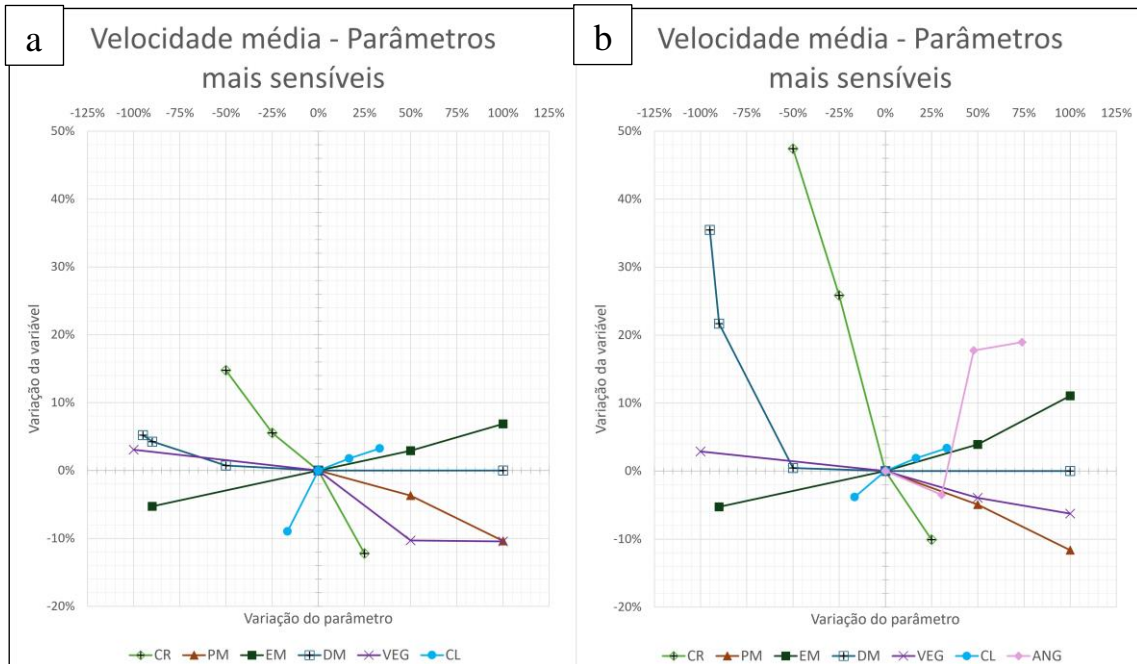 a
Velocidade média - Parâmetros
mais sensíveis
-125% -100% -75% -50% -25% 0% 25% 50% 75% 100% 125%
50%
40%
30%
20%
10%
0%
-10%
-20%
Variação da variável
Variação do parâmetro
CR PM EM DM VEG CL
b
Velocidade média - Parâmetros
mais sensíveis
-125% -100% -75% -50% -25% 0% 25% 50% 75% 100% 125%
50%
40%
30%
20%
10%
0%
-10%
-20%
Variação da variável
Variação do parâmetro
CR PM EM DM VEG CL ANG